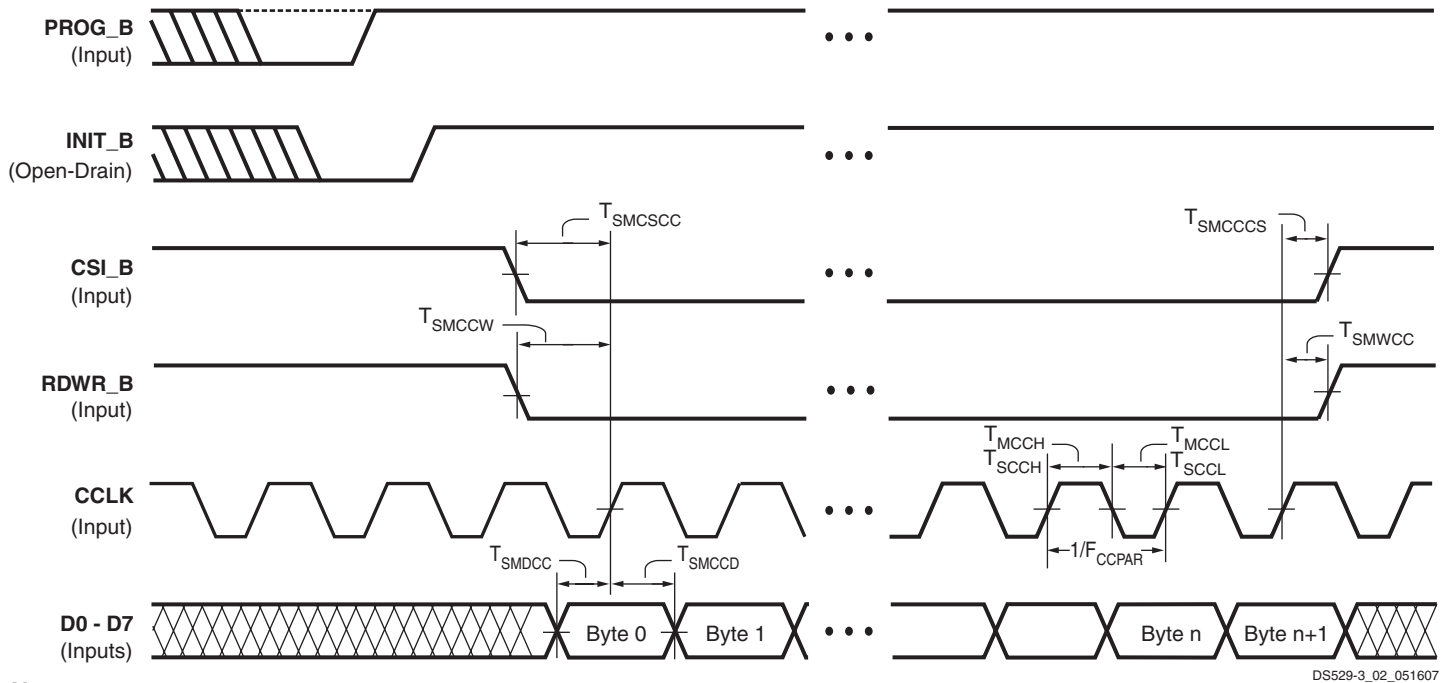 PROG_B
(Input)
INIT_B
(Open-Drain)
T_SMCSCC
T_SMCCCS
CSI_B
(Input)
T_SMCCW
T_SMWCC
RDWR_B
(Input)
T_MCCH
T_SCCH
T_MCCL
T_SCCL
CCLK
(Input)
T_SMDCC
T_SMCCD
1/F_CCPAR
D0 - D7
(Inputs)
Byte 0
Byte 1
Byte n
Byte n+1
DS529-3_02_051607